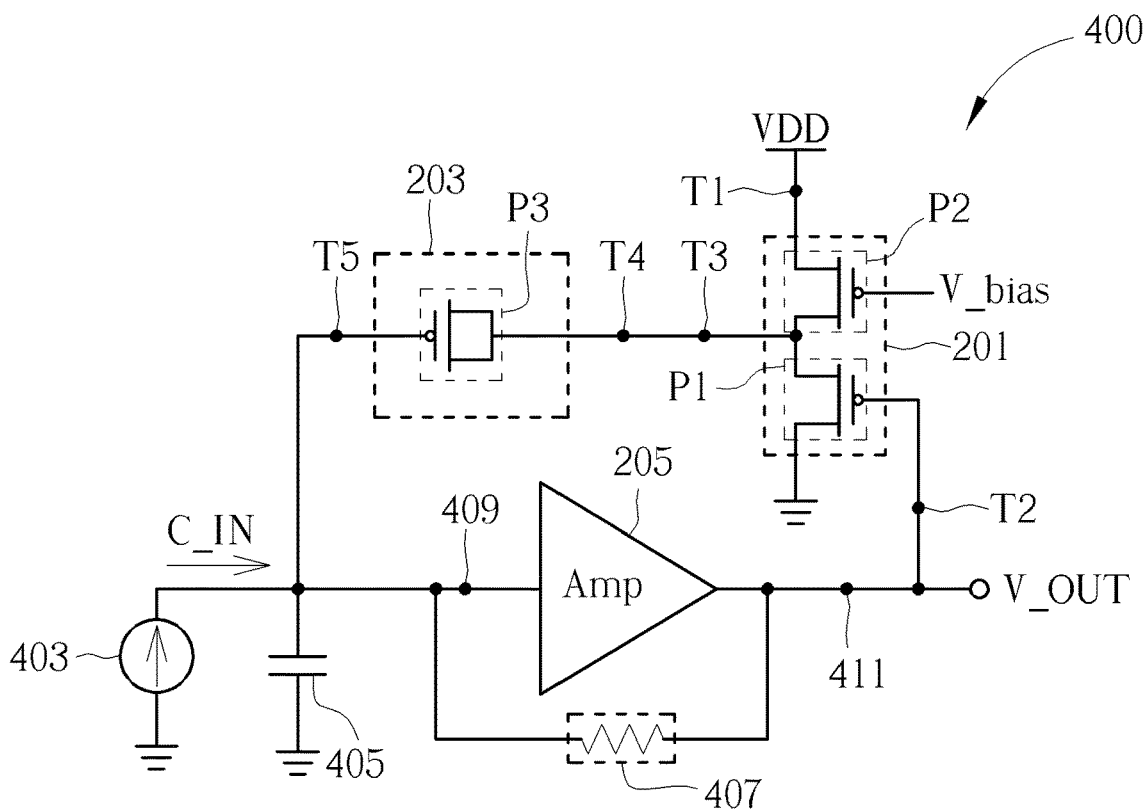 400
VDD
203
T1
P3
P2
T5
T4
T3
V_bias
201
P1
205
T2
409
C_IN
Amp
V_OUT
403
411
405
407